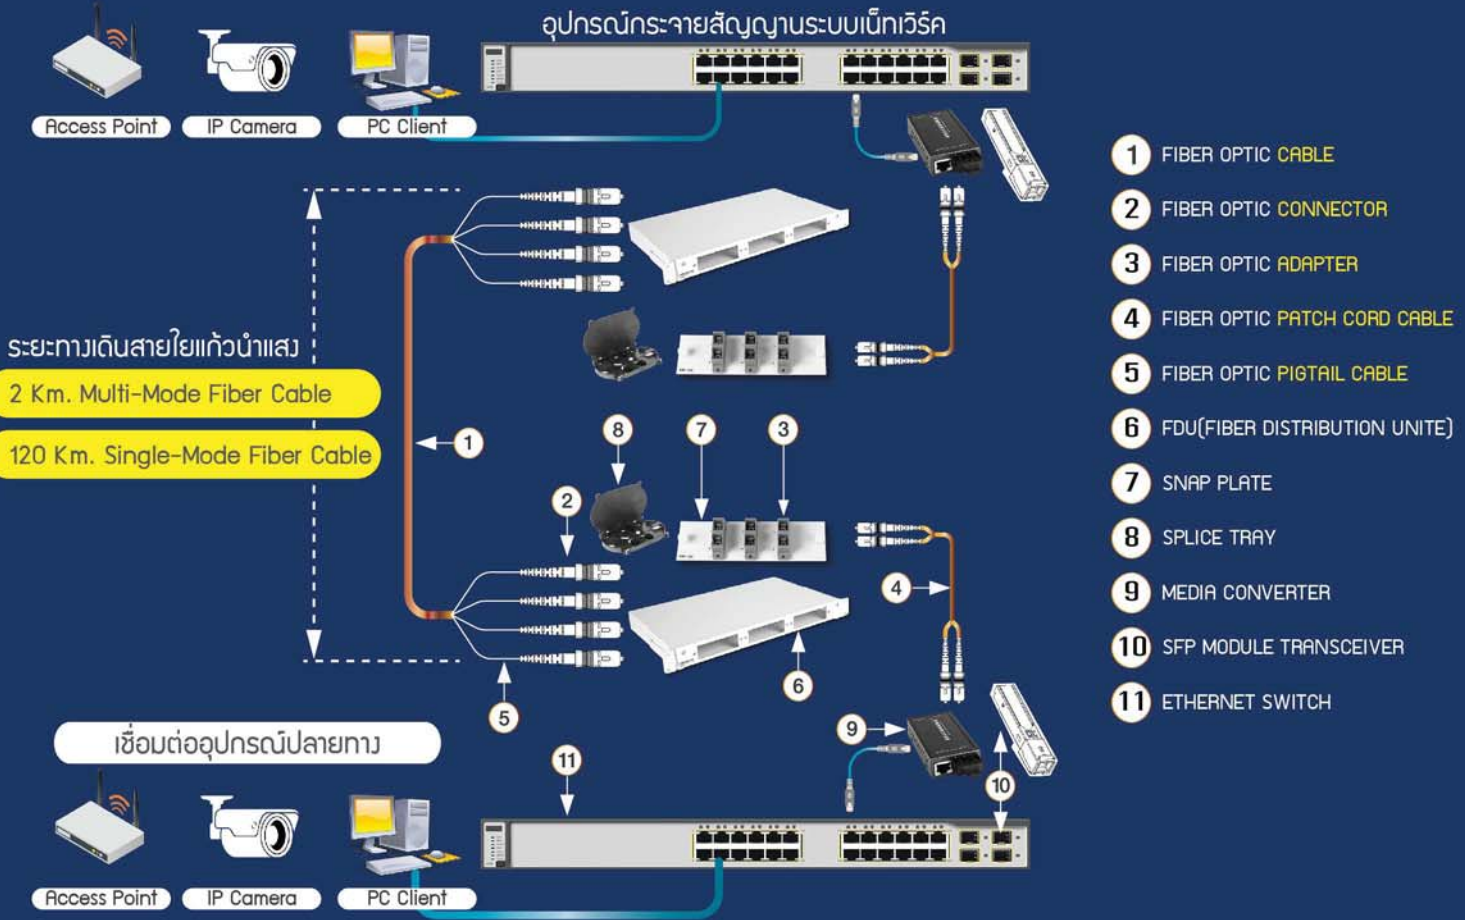 อุปกรณ์กระจายสัญญานระบบเน็ทเวิร์ค
Access Point
IP Camera
PC Client
1 FIBER OPTIC CABLE
2 FIBER OPTIC CONNECTOR
3 FIBER OPTIC ADAPTER
4 FIBER OPTIC PATCH CORD CABLE
5 FIBER OPTIC PIGTAIL CABLE
6 FDU(FIBER DISTRIBUTION UNITE)
7 SNAP PLATE
8 SPLICE TRAY
9 MEDIA CONVERTER
10 SFP MODULE TRANSCEIVER
11 ETHERNET SWITCH
ระยะทางเดินสายใยแก้วนำแสง
2 Km. Multi-Mode Fiber Cable
120 Km. Single-Mode Fiber Cable
1
8
7
3
2
4
6
5
9
11
10
เชื่อมต่ออุปกรณ์ปลายทาง
Access Point
IP Camera
PC Client